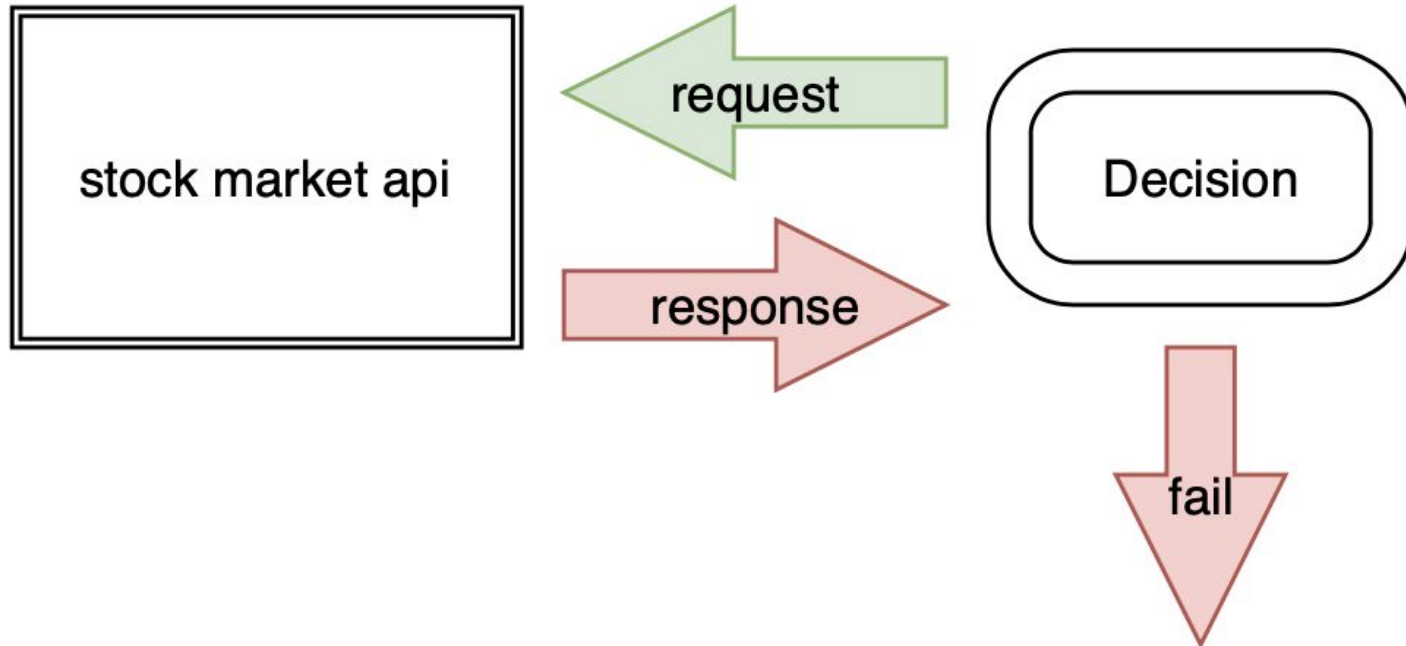 request
stock market api
Decision
response
fail